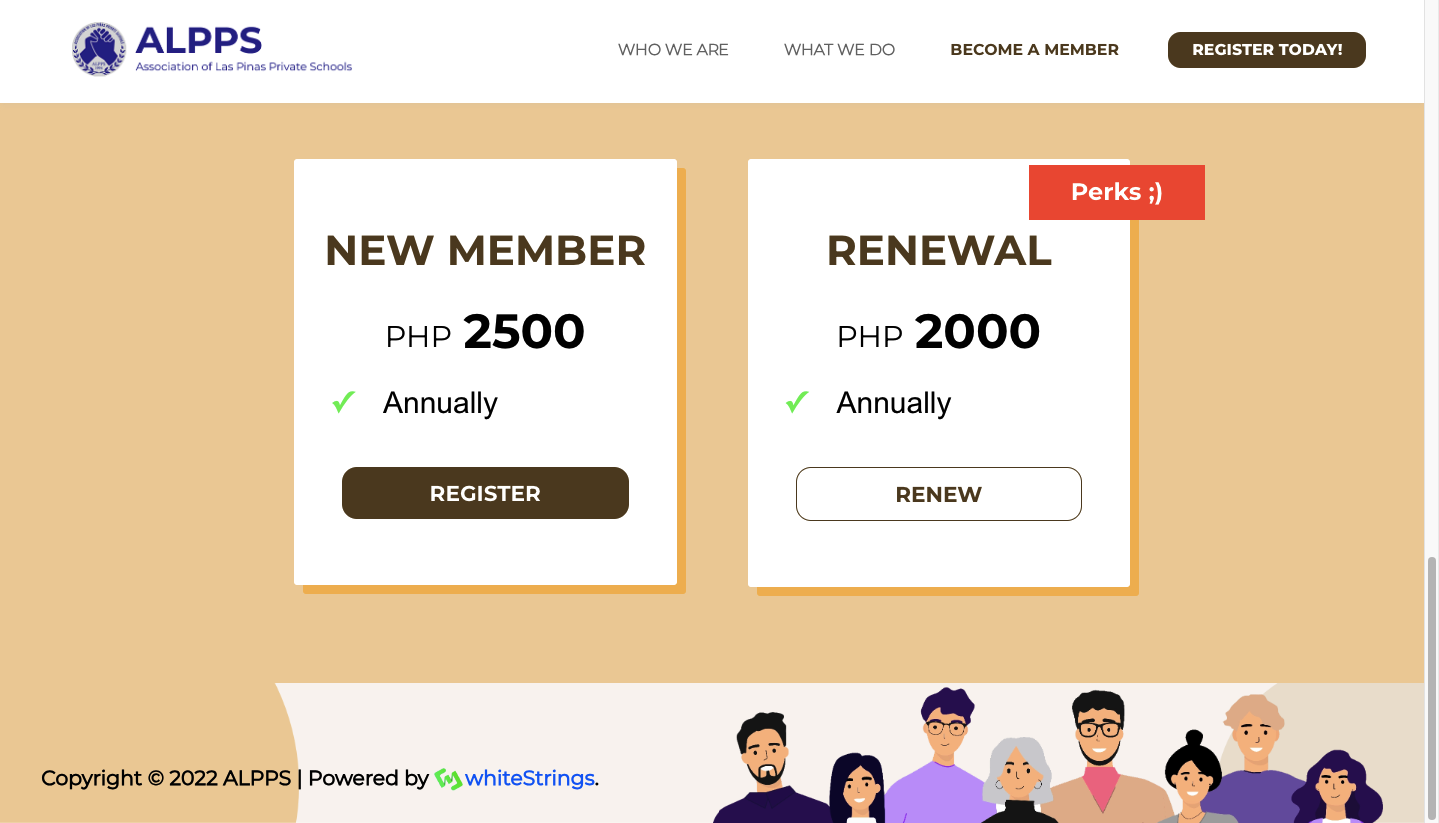 ALPPS
Association of Las Pinas Private Schools
WHO WE ARE
WHAT WE DO
BECOME A MEMBER
REGISTER TODAY!
NEW MEMBER
PHP 2500
✓ Annually
REGISTER
Perks ;)
RENEWAL
PHP 2000
✓ Annually
RENEW
Copyright © 2022 ALPPS | Powered by whiteStrings.